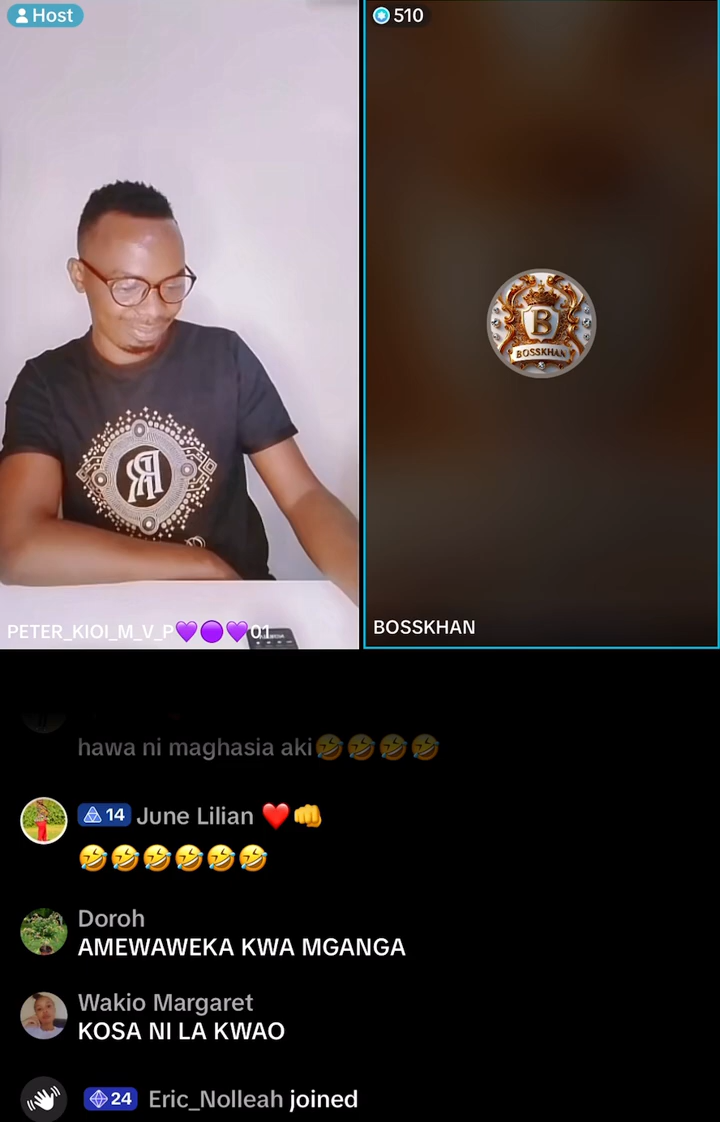 Host
510
BOSSKHAN
PETER_KIOI_M_V_P💜🟣💜01
BOSSKHAN
hawa ni maghasia aki🤣🤣🤣🤣
14 June Lilian ❤️👊
🤣🤣🤣🤣🤣🤣
Doroh
AMEWAWEKA KWA MGANGA
Wakio Margaret
KOSA NI LA KWAO
24 Eric_Nolleah joined